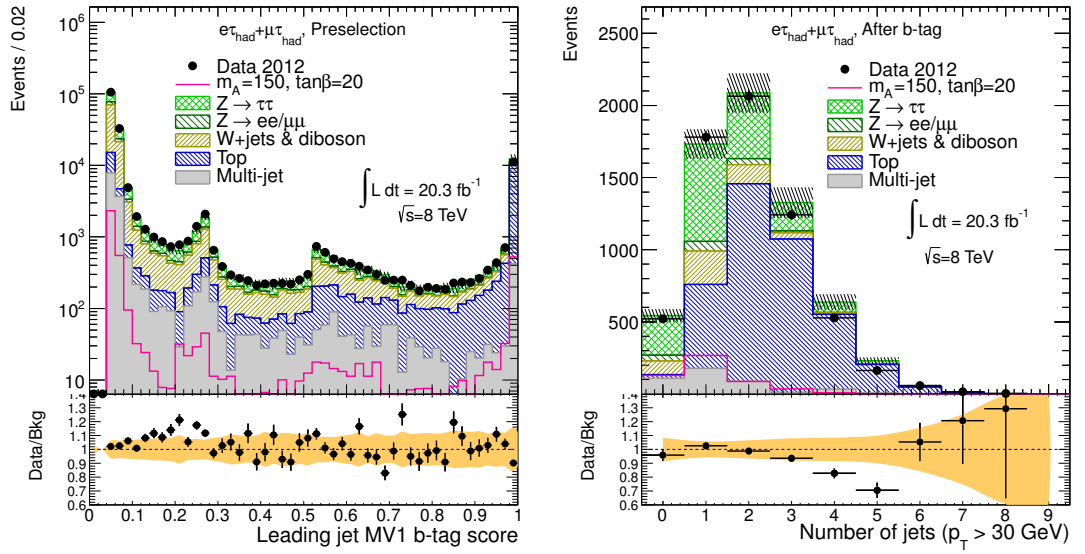 Events / 0.02
10⁶
10⁵
10⁴
10³
10²
10
eτhad+μτhad, Preselection
Data 2012
mA=150, tanβ=20
Z → ττ
Z → ee/μμ
W+jets & diboson
Top
Multi-jet
∫L dt = 20.3 fb⁻¹
√s=8 TeV
Data/Bkg
1.4
1.3
1.2
1.1
1.0
0.9
0.8
0.7
0.6
0 0.1 0.2 0.3 0.4 0.5 0.6 0.7 0.8 0.9 1
Leading jet MV1 b-tag score
Events
2500
2000
1500
1000
500
eτhad+μτhad, After b-tag
Data 2012
mA=150, tanβ=20
Z → ττ
Z → ee/μμ
W+jets & diboson
Top
Multi-jet
∫L dt = 20.3 fb⁻¹
√s=8 TeV
Data/Bkg
1.4
1.3
1.2
1.1
1.0
0.9
0.8
0.7
0.6
0 1 2 3 4 5 6 7 8 9
Number of jets (pT > 30 GeV)